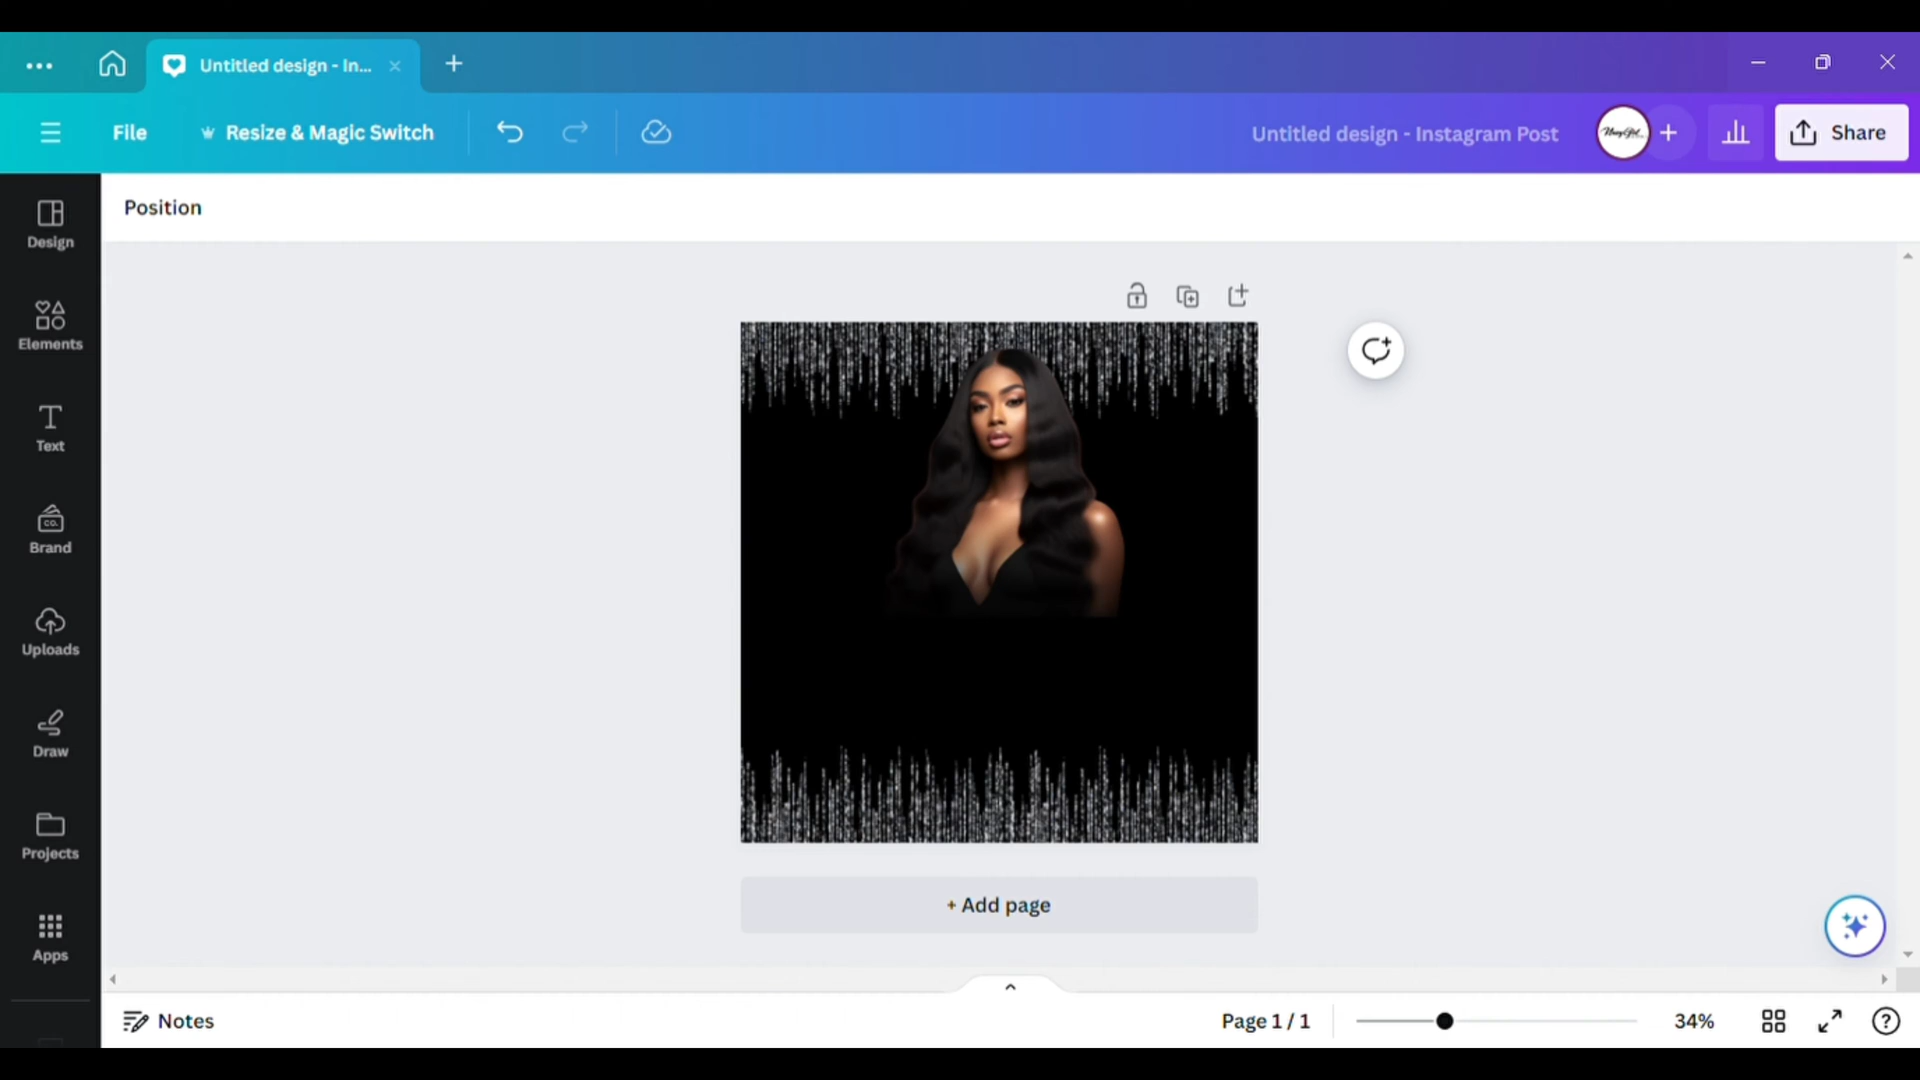 Untitled design - In...
File
Resize & Magic Switch
Untitled design - Instagram Post
Share
Position
Design
Elements
Text
CO.
Brand
Uploads
Draw
Projects
Apps
+ Add page
Notes
Page 1 / 1
34%